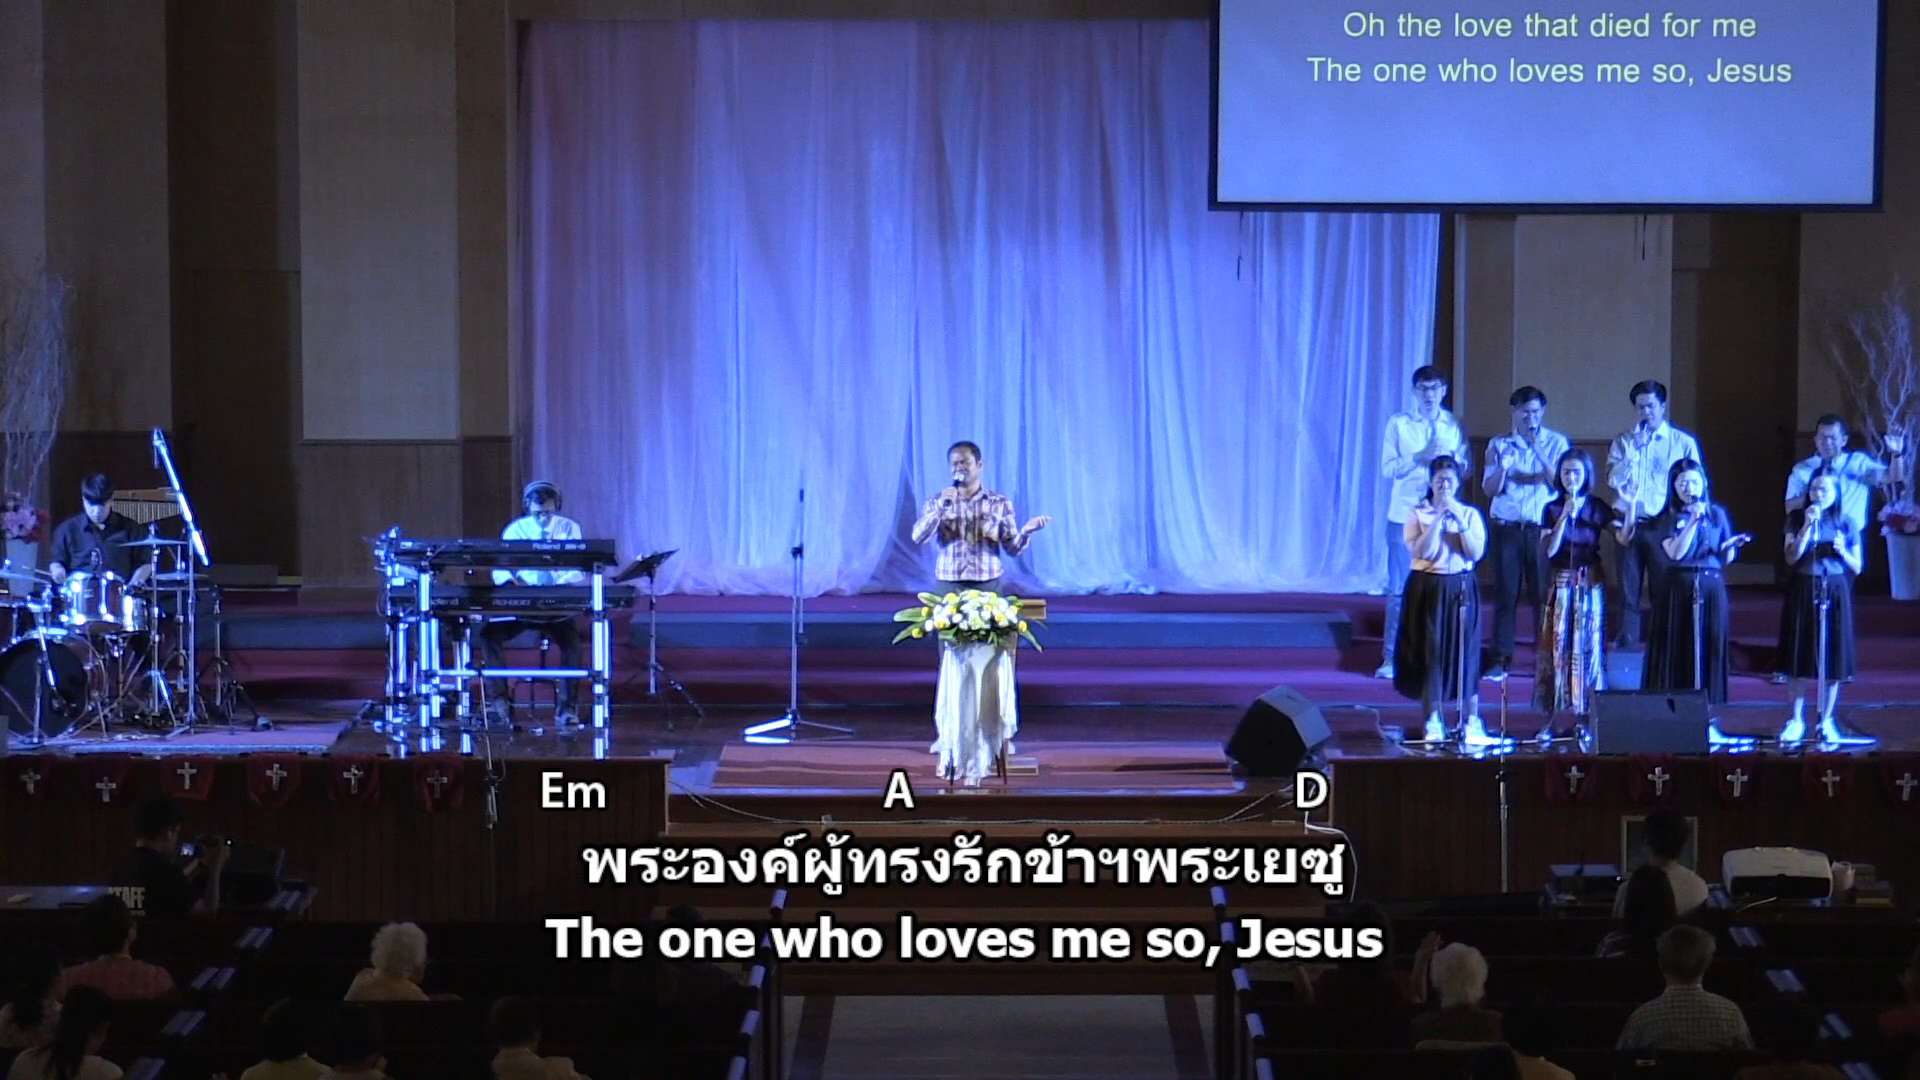 Oh the love that died for me
The one who loves me so, Jesus
Roland
STAFF
Em A D
พระองค์ผู้ทรงรักข้าฯพระเยซู
The one who loves me so, Jesus